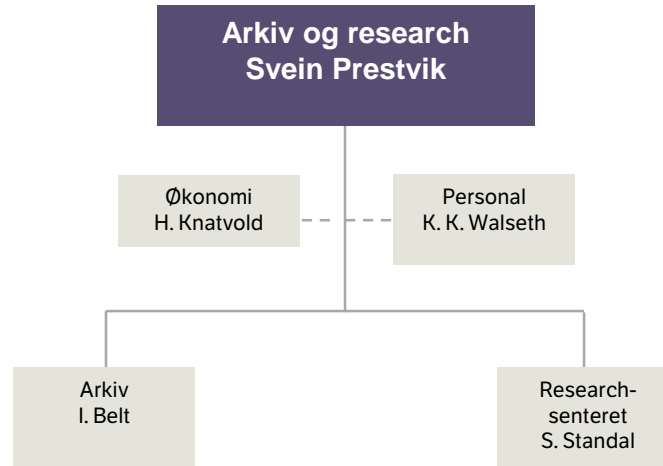 Arkiv og research
Svein Prestvik
Økonomi
H. Knatvold
Personal
K. K. Walseth
Arkiv
I. Belt
Research-
senteret
S. Standal